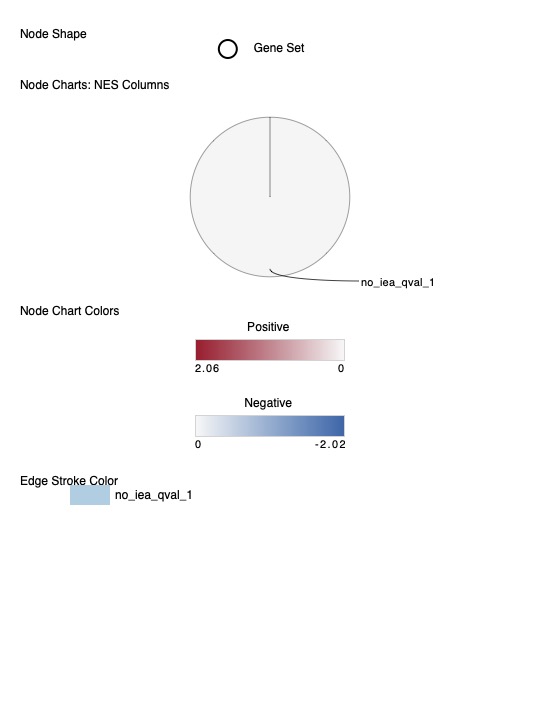 Node Shape
Gene Set
Node Charts: NES Columns
no_iea_qval_1
Node Chart Colors
Positive
2.06 0
Negative
0 -2.02
Edge Stroke Color
no_iea_qval_1